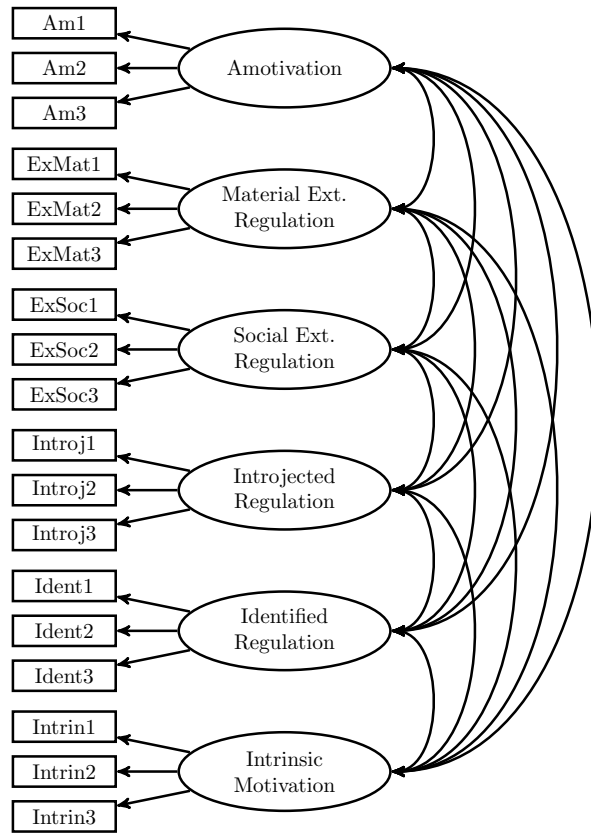 Am1
Am2
Am3
Amotivation
ExMat1
ExMat2
ExMat3
Material Ext.
Regulation
ExSoc1
ExSoc2
ExSoc3
Social Ext.
Regulation
Introj1
Introj2
Introj3
Introjected
Regulation
Ident1
Ident2
Ident3
Identified
Regulation
Intrin1
Intrin2
Intrin3
Intrinsic
Motivation